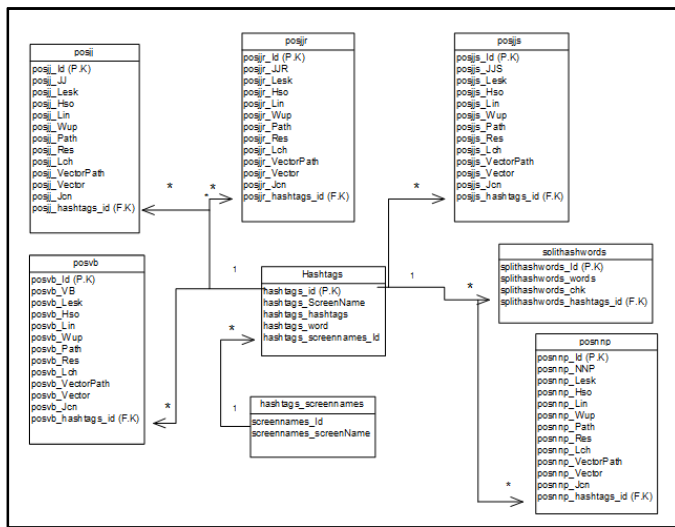 posjj
posjj_Id (P.K)
posjj_JJ
posjj_Lesk
posjj_Hso
posjj_Lin
posjj_Wup
posjj_Path
posjj_Res
posjj_Lch
posjj_VectorPath
posjj_Vector
posjj_Jcn
posjj_hashtags_id (F.K)
posjjr
posjjr_Id (P.K)
posjjr_JJR
posjjr_Lesk
posjjr_Hso
posjjr_Lin
posjjr_Wup
posjjr_Path
posjjr_Res
posjjr_Lch
posjjr_VectorPath
posjjr_Vector
posjjr_Jcn
posjjr_hashtags_id (F.K)
posjjs
posjjs_Id (P.K)
posjjs_JJS
posjjs_Lesk
posjjs_Hso
posjjs_Lin
posjjs_Wup
posjjs_Path
posjjs_Res
posjjs_Lch
posjjs_VectorPath
posjjs_Vector
posjjs_Jcn
posjjs_hashtags_id (F.K)
*
*
*
*
posvb
posvb_Id (P.K)
posvb_VB
posvb_Lesk
posvb_Hso
posvb_Lin
posvb_Wup
posvb_Path
posvb_Res
posvb_Lch
posvb_VectorPath
posvb_Vector
posvb_Jcn
posvb_hashtags_id (F.K)
*
1
Hashtags
hashtags_id (P.K)
hashtags_ScreenName
hashtags_hashtags
hashtags_word
hashtags_screennames_Id
1
*
*
splithashwords
splithashwords_Id (P.K)
splithashwords_words
splithashwords_chk
splithashwords_hashtags_id (F.K)
1
hashtags_screennames
screennames_Id
screennames_screenName
posnnp
posnnp_Id (P.K)
posnnp_NNP
posnnp_Lesk
posnnp_Hso
posnnp_Lin
posnnp_Wup
posnnp_Path
posnnp_Res
posnnp_Lch
posnnp_VectorPath
posnnp_Vector
posnnp_Jcn
posnnp_hashtags_id (F.K)
*